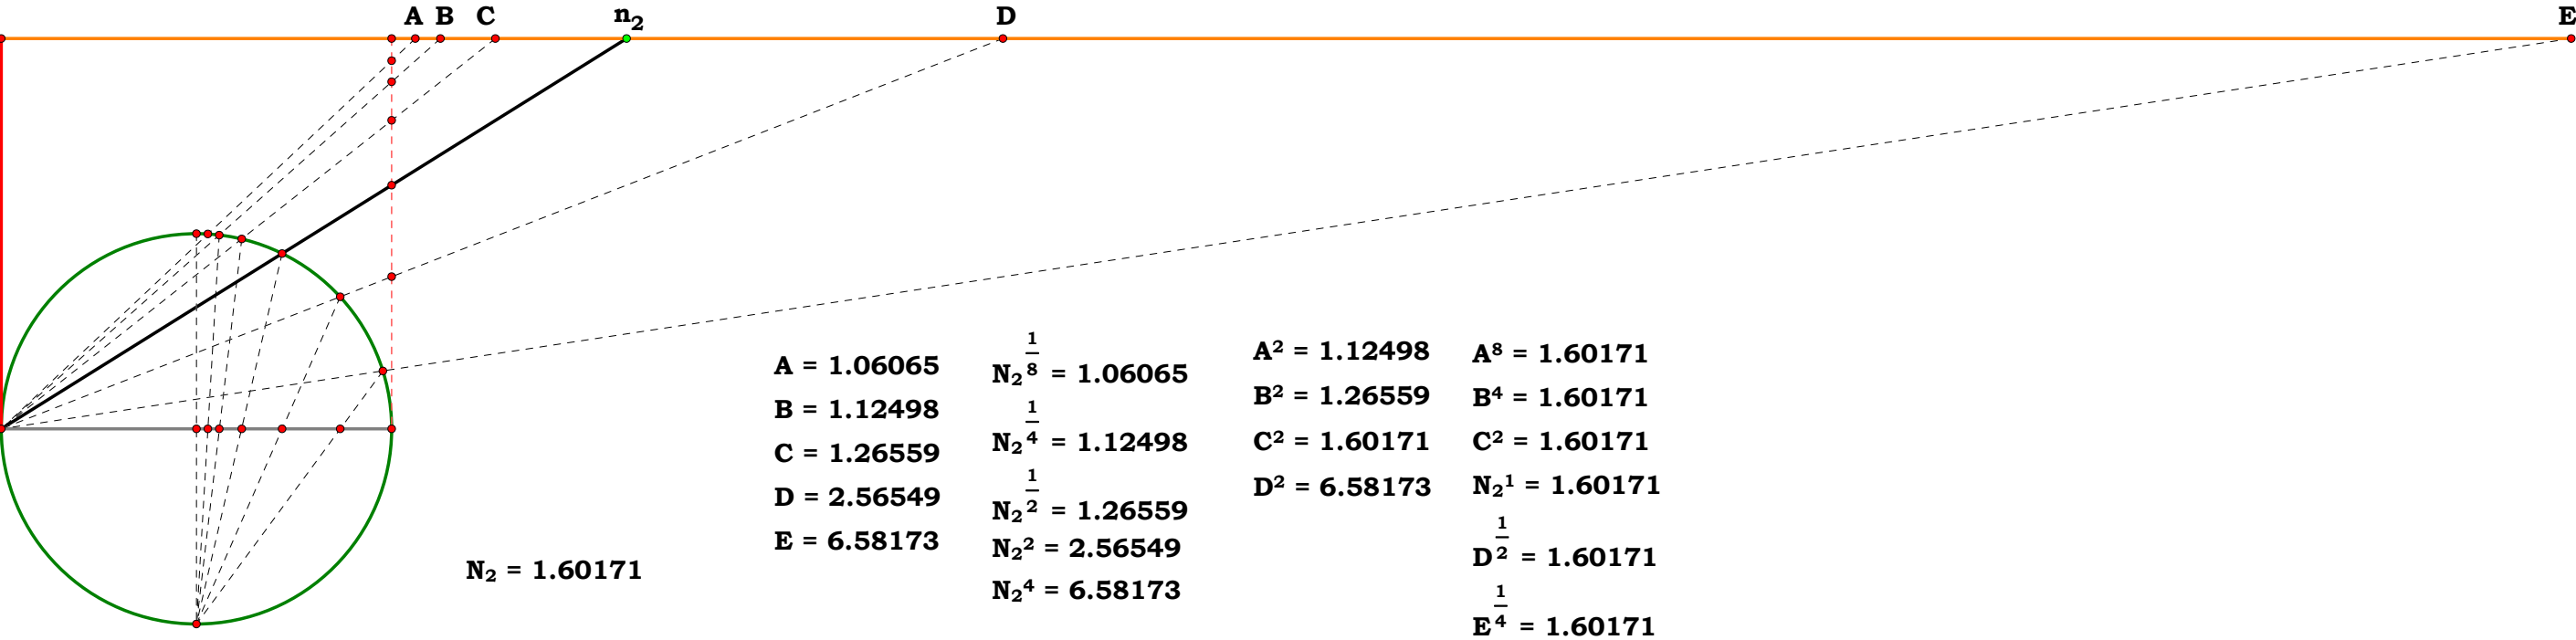 A B C n₂ D E
A = 1.06065
B = 1.12498
C = 1.26559
D = 2.56549
E = 6.58173
N₂^(1/8) = 1.06065
N₂^(1/4) = 1.12498
N₂^(1/2) = 1.26559
N₂² = 2.56549
N₂⁴ = 6.58173
A² = 1.12498
B² = 1.26559
C² = 1.60171
D² = 6.58173
A⁸ = 1.60171
B⁴ = 1.60171
C² = 1.60171
N₂¹ = 1.60171
D^(1/2) = 1.60171
E^(1/4) = 1.60171
N₂ = 1.60171